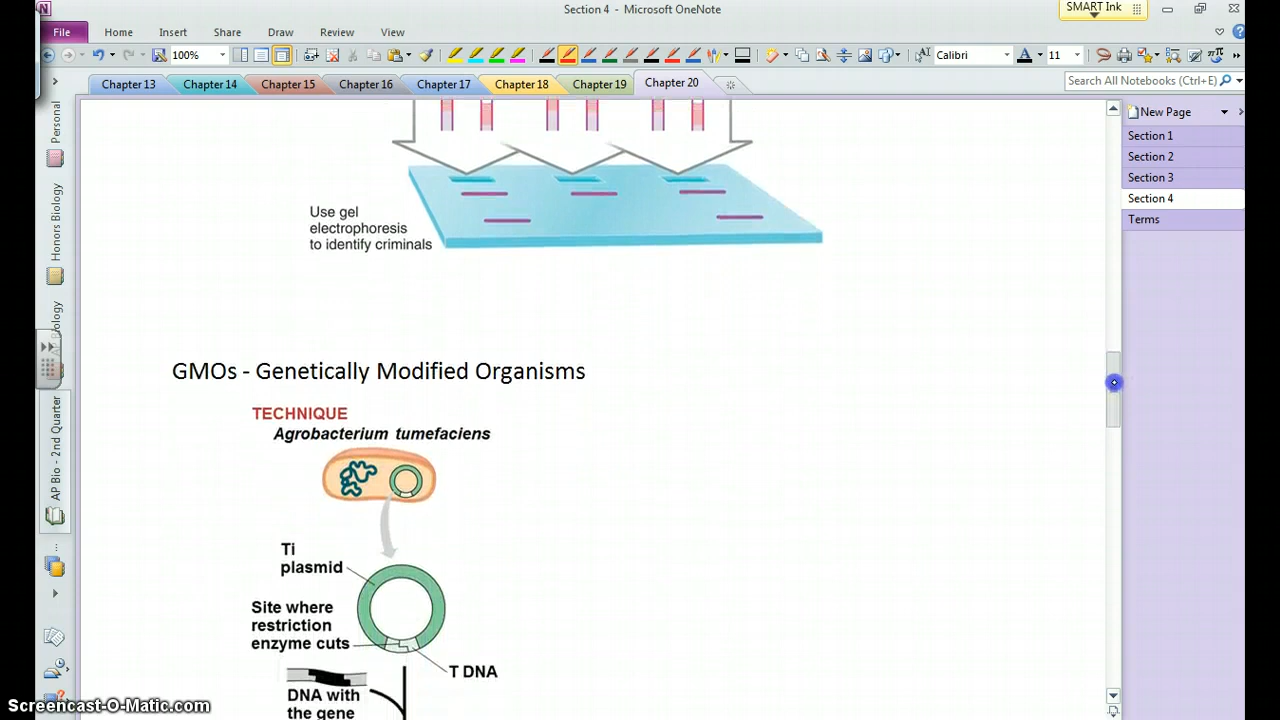 Section 4 - Microsoft OneNote
SMART Ink
File Home Insert Share Draw Review View
100% Calibri 11
Chapter 13 Chapter 14 Chapter 15 Chapter 16 Chapter 17 Chapter 18 Chapter 19 Chapter 20
Search All Notebooks (Ctrl+E)
New Page
Section 1
Section 2
Section 3
Section 4
Terms
Personal
Honors Biology
AP Bio - 2nd Quarter
Use gel
electrophoresis
to identify criminals
GMOs - Genetically Modified Organisms
TECHNIQUE
Agrobacterium tumefaciens
Ti
plasmid
Site where
restriction
enzyme cuts
T DNA
DNA with
the gene
Screencast-O-Matic.com